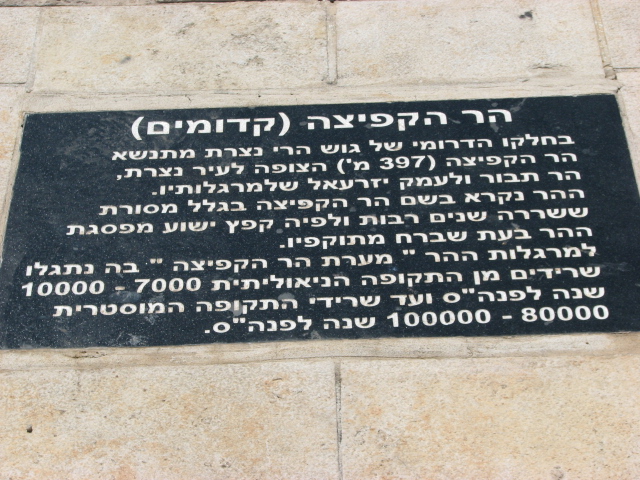 הר הקפיצה (קדומים)
בחלקו הדרומי של גוש הרי נצרת מתנשא
הר הקפיצה (397 מ') הצופה לעיר נצרת,
הר תבור ולעמק יזרעאל שלמרגלותיו.
ההר נקרא בשם הר הקפיצה בגלל מסורת
ששררה שנים רבות ולפיה קפץ ישוע מפסגת
ההר בעת שברח מתוקפיו.
למרגלות ההר " מערת הר הקפיצה " בה נתגלו
שרידים מן התקופה הניאוליתית 7000 - 10000
שנה לפנה"ס ועד שרידי התקופה המוסטרית
80000 - 100000 שנה לפנה"ס.